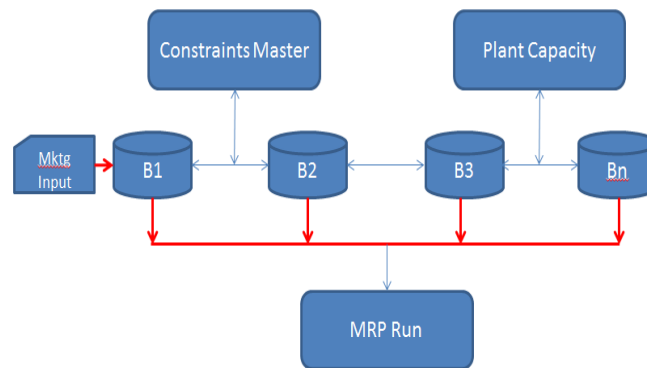 Constraints Master
Plant Capacity
Mktg
Input
B1
B2
B3
Bn
MRP Run